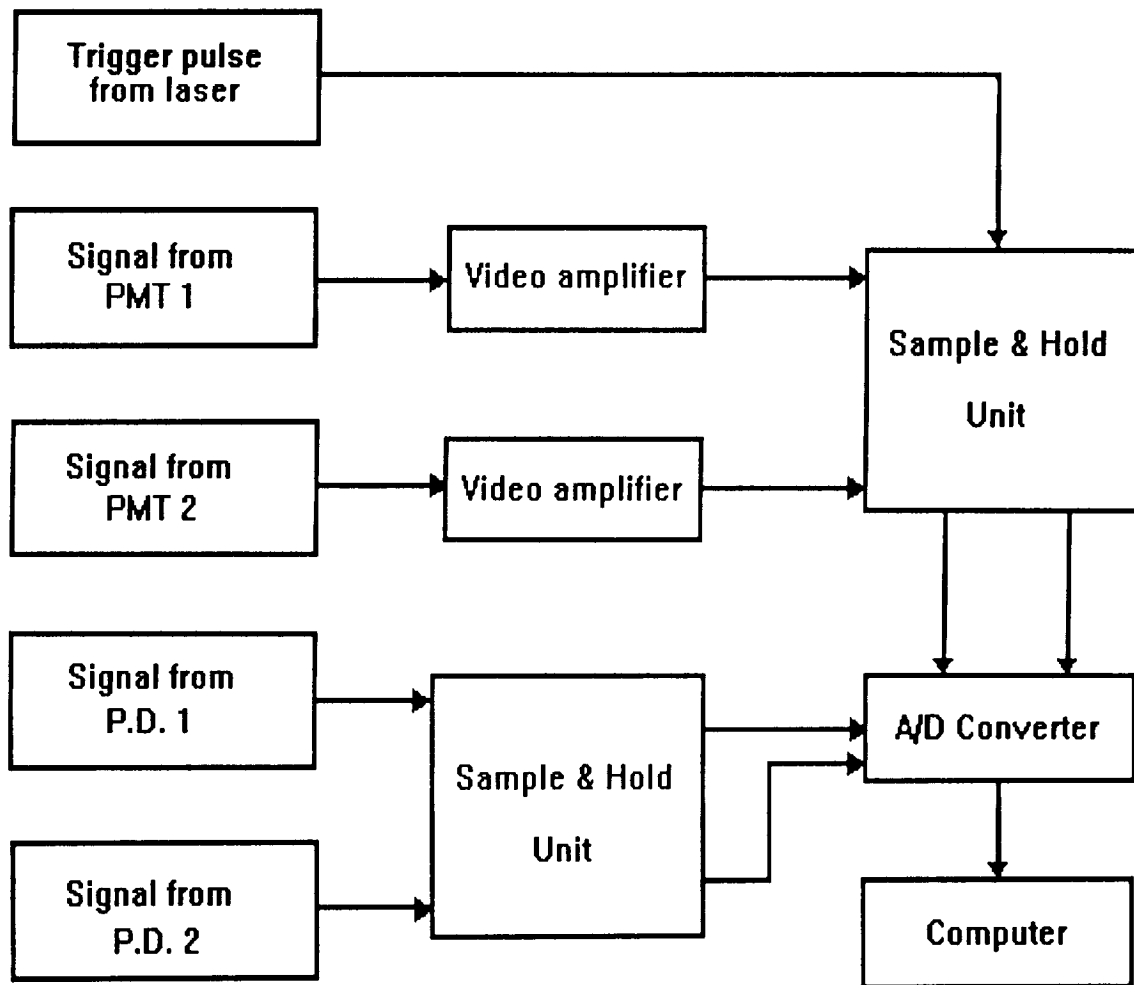 Trigger pulse
from laser
Signal from
PMT 1
Video amplifier
Sample & Hold
Unit
Signal from
PMT 2
Video amplifier
Signal from
P.D. 1
Sample & Hold
Unit
A/D Converter
Signal from
P.D. 2
Computer